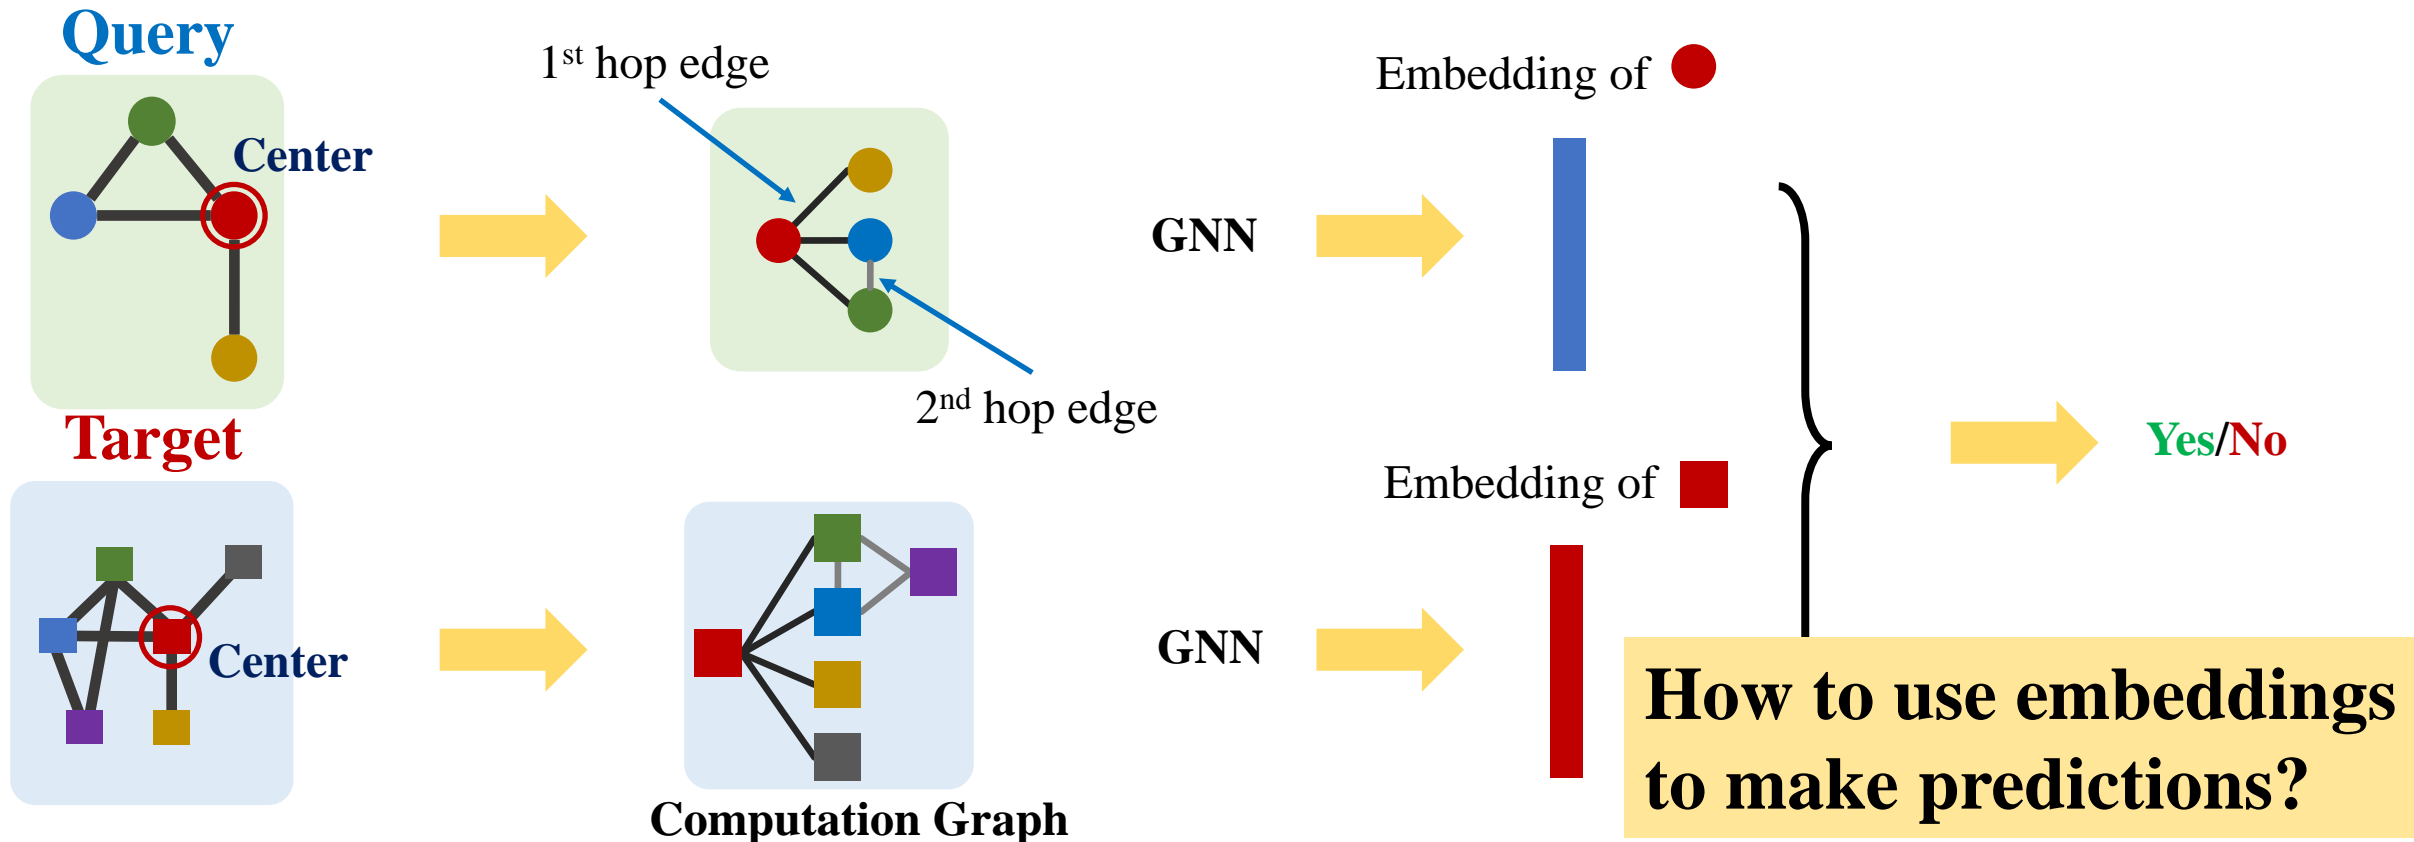 Query
1st hop edge
Embedding of
Center
GNN
2nd hop edge
Target
Yes/No
Embedding of
Center
GNN
How to use embeddings
to make predictions?
Computation Graph